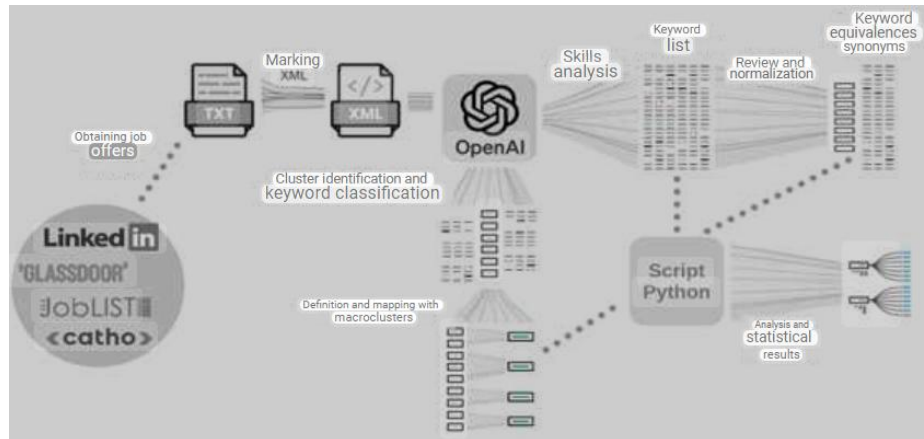 Keyword
equivalences
synonyms
Keyword
list
Skills
analysis
Review and
normalization
Marking
XML
TXT
</>
XML
OpenAI
Obtaining job
offers
Cluster identification and
keyword classification
Linked in
'GLASSDOOR'
JobLIST
<catho>
Script
Python
Definition and mapping with
macroclusters
Analysis and
statistical
results